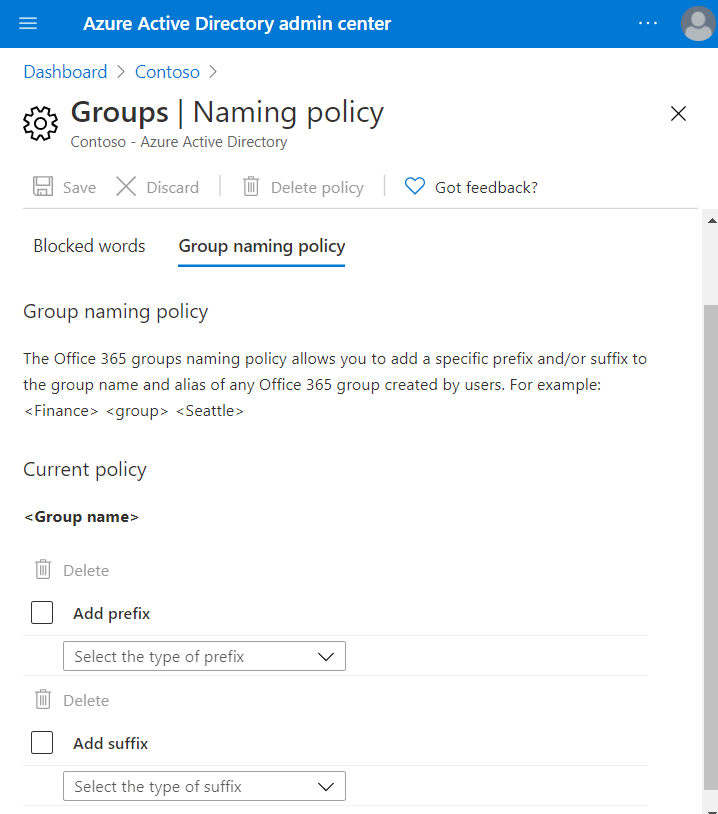 Azure Active Directory admin center
Dashboard > Contoso >
Groups | Naming policy
Contoso - Azure Active Directory
Save Discard Delete policy Got feedback?
Blocked words Group naming policy
Group naming policy
The Office 365 groups naming policy allows you to add a specific prefix and/or suffix to
the group name and alias of any Office 365 group created by users. For example:
<Finance> <group> <Seattle>
Current policy
<Group name>
Delete
Add prefix
Select the type of prefix
Delete
Add suffix
Select the type of suffix